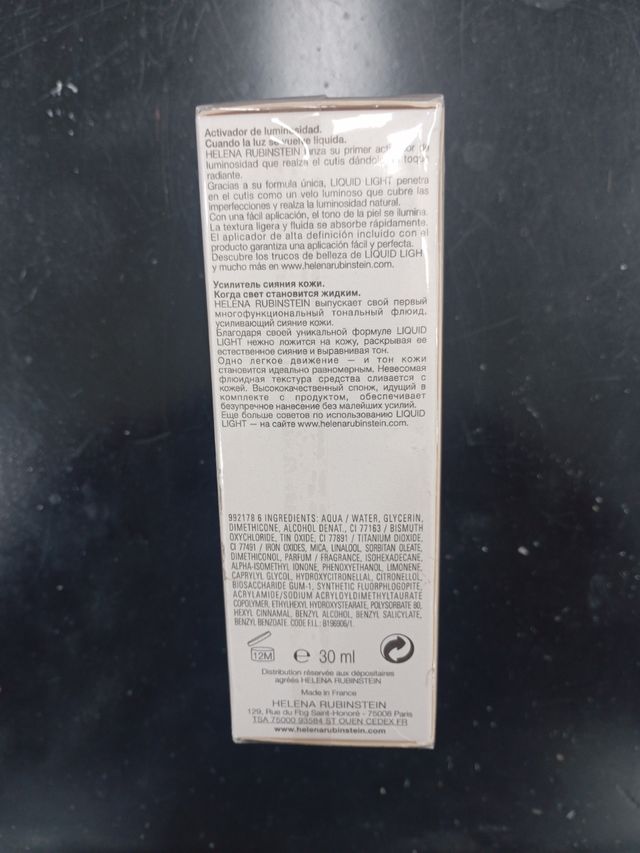 Activador de luminosidad.
Cuando la luz se vuelve líquida.
HELENA RUBINSTEIN lanza su primer activador de
luminosidad que realza el cutis dándole toque
radiante.
Gracias a su formula única, LIQUID LIGHT penetra
en el cutis como un velo luminoso que cubre las
imperfecciones y realza la luminosidad natural.
Con una fácil aplicación, el tono de la piel se ilumina.
La textura ligera y fluida se absorbe rápidamente.
El aplicador de alta definición incluido con el
producto garantiza una aplicación fácil y perfecta.
Descubre los trucos de belleza de LIQUID LIGHT
y mucho más en www.helenarubinstein.com.
Усилитель сияния кожи.
Когда свет становится жидким.
HELENA RUBINSTEIN выпускает свой первый
многофункциональный тональный флюид,
усиливающий сияние кожи.
Благодаря своей уникальной формуле LIQUID
LIGHT нежно ложится на кожу, раскрывая ее
естественное сияние и выравнивая тон.
Одно легкое движение — и тон кожи
становится идеально равномерным. Невесомая
флюидная текстура средства сливается с
кожей. Высококачественный спонж, идущий в
комплекте с продуктом, обеспечивает
безупречное нанесение без малейших усилий.
Еще больше советов по использованию LIQUID
LIGHT — на сайте www.helenarubinstein.com.
992178 6 INGREDIENTS: AQUA / WATER, GLYCERIN,
DIMETHICONE, ALCOHOL DENAT., CI 77163 / BISMUTH
OXYCHLORIDE, TIN OXIDE, CI 77891 / TITANIUM DIOXIDE,
CI 77491 / IRON OXIDES, MICA, LINALOOL, SORBITAN OLEATE,
DIMETHICONOL, PARFUM / FRAGRANCE, ISOHEXADECANE,
ALPHA-ISOMETHYL IONONE, PHENOXYETHANOL, LIMONENE,
CAPRYLYL GLYCOL, HYDROXYCITRONELLAL, CITRONELLOL,
BIOSACCHARIDE GUM-1, SYNTHETIC FLUORPHLOGOPITE,
ACRYLAMIDE/SODIUM ACRYLOYLDIMETHYLTAURATE
COPOLYMER, ETHYLHEXYL HYDROXYSTEARATE, POLYSORBATE 80,
HEXYL CINNAMAL, BENZYL ALCOHOL, BENZYL SALICYLATE,
BENZYL BENZOATE. CODE F.I.L.: B196906/1.
12M e 30 ml
Distribution réservée aux dépositaires
agréés HELENA RUBINSTEIN
Made in France
HELENA RUBINSTEIN
129, Rue du Fbg Saint-Honoré - 75008 Paris
TSA 75000 93584 ST OUEN CEDEX FR
www.helenarubinstein.com